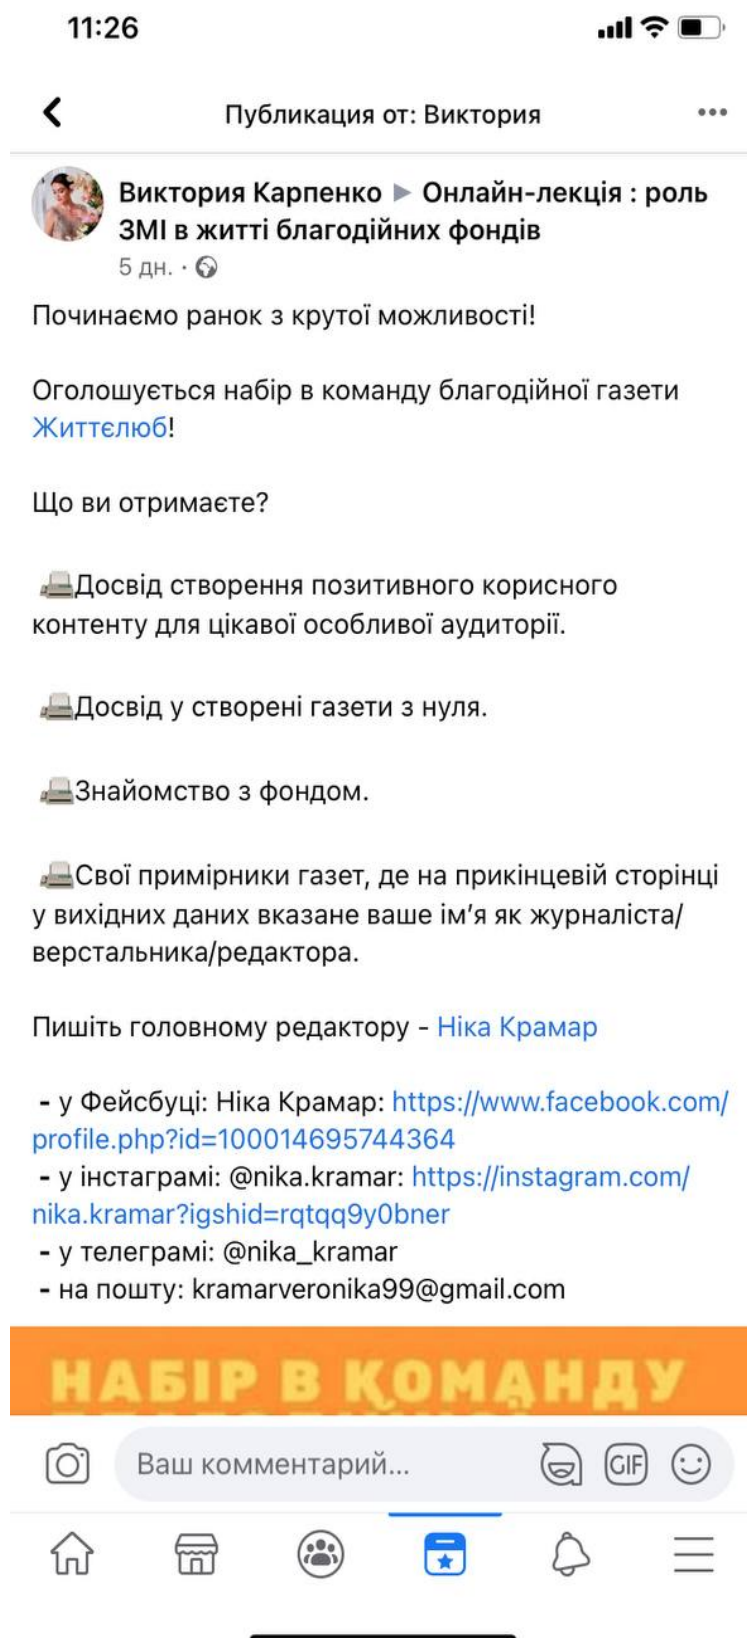 11:26
Публикация от: Виктория
Виктория Карпенко ▶ Онлайн-лекція : роль
ЗМІ в житті благодійних фондів
5 дн. ·
Починаємо ранок з крутої можливості!
Оголошується набір в команду благодійної газети
Життєлюб!
Що ви отримаєте?
Досвід створення позитивного корисного
контенту для цікавої особливої аудиторії.
Досвід у створені газети з нуля.
Знайомство з фондом.
Свої примірники газет, де на прикінцевій сторінці
у вихідних даних вказане ваше ім’я як журналіста/
верстальника/редактора.
Пишіть головному редактору - Ніка Крамар
- у Фейсбуці: Ніка Крамар: https://www.facebook.com/
profile.php?id=100014695744364
- у інстаграмі: @nika.kramar: https://instagram.com/
nika.kramar?igshid=rqtqq9y0bner
- у телеграмі: @nika_kramar
- на пошту: kramarveronika99@gmail.com
НАБІР В КОМАНДУ
Ваш комментарий...
GIF